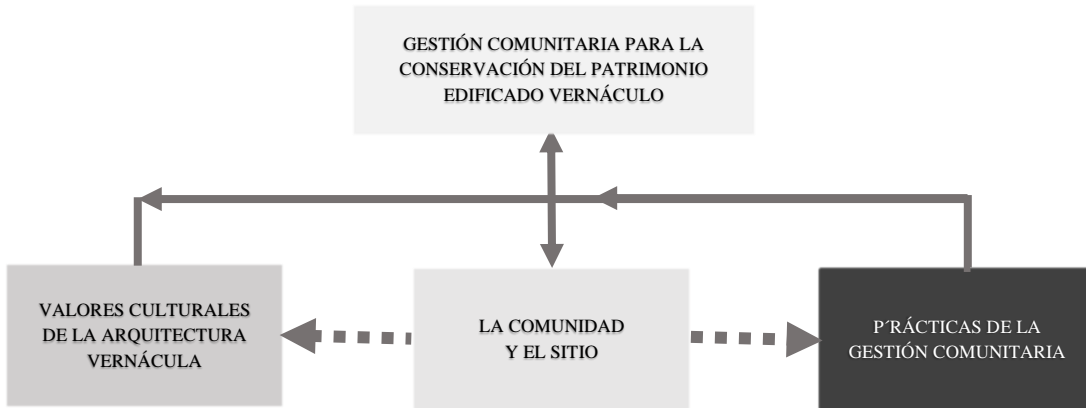 GESTIÓN COMUNITARIA PARA LA
CONSERVACIÓN DEL PATRIMONIO
EDIFICADO VERNÁCULO
VALORES CULTURALES
DE LA ARQUITECTURA
VERNÁCULA
LA COMUNIDAD
Y EL SITIO
P´RÁCTICAS DE LA
GESTIÓN COMUNITARIA